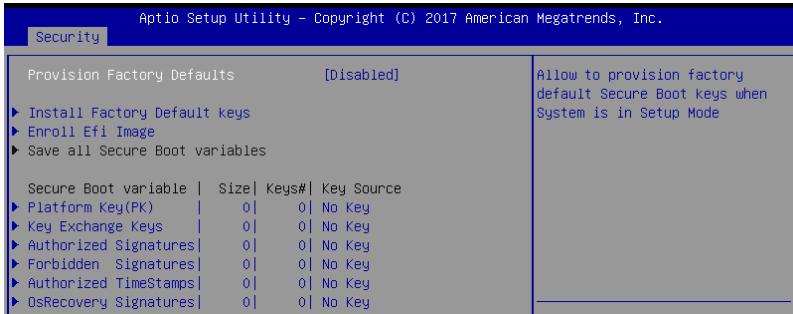 Aptio Setup Utility – Copyright (C) 2017 American Megatrends, Inc.
Security
Provision Factory Defaults [Disabled]
Install Factory Default keys
Enroll Efi Image
Save all Secure Boot variables
Secure Boot variable | Size| Keys#| Key Source
Platform Key(PK) | 0| 0| No Key
Key Exchange Keys | 0| 0| No Key
Authorized Signatures| 0| 0| No Key
Forbidden Signatures| 0| 0| No Key
Authorized TimeStamps| 0| 0| No Key
OsRecovery Signatures| 0| 0| No Key
Allow to provision factory
default Secure Boot keys when
System is in Setup Mode